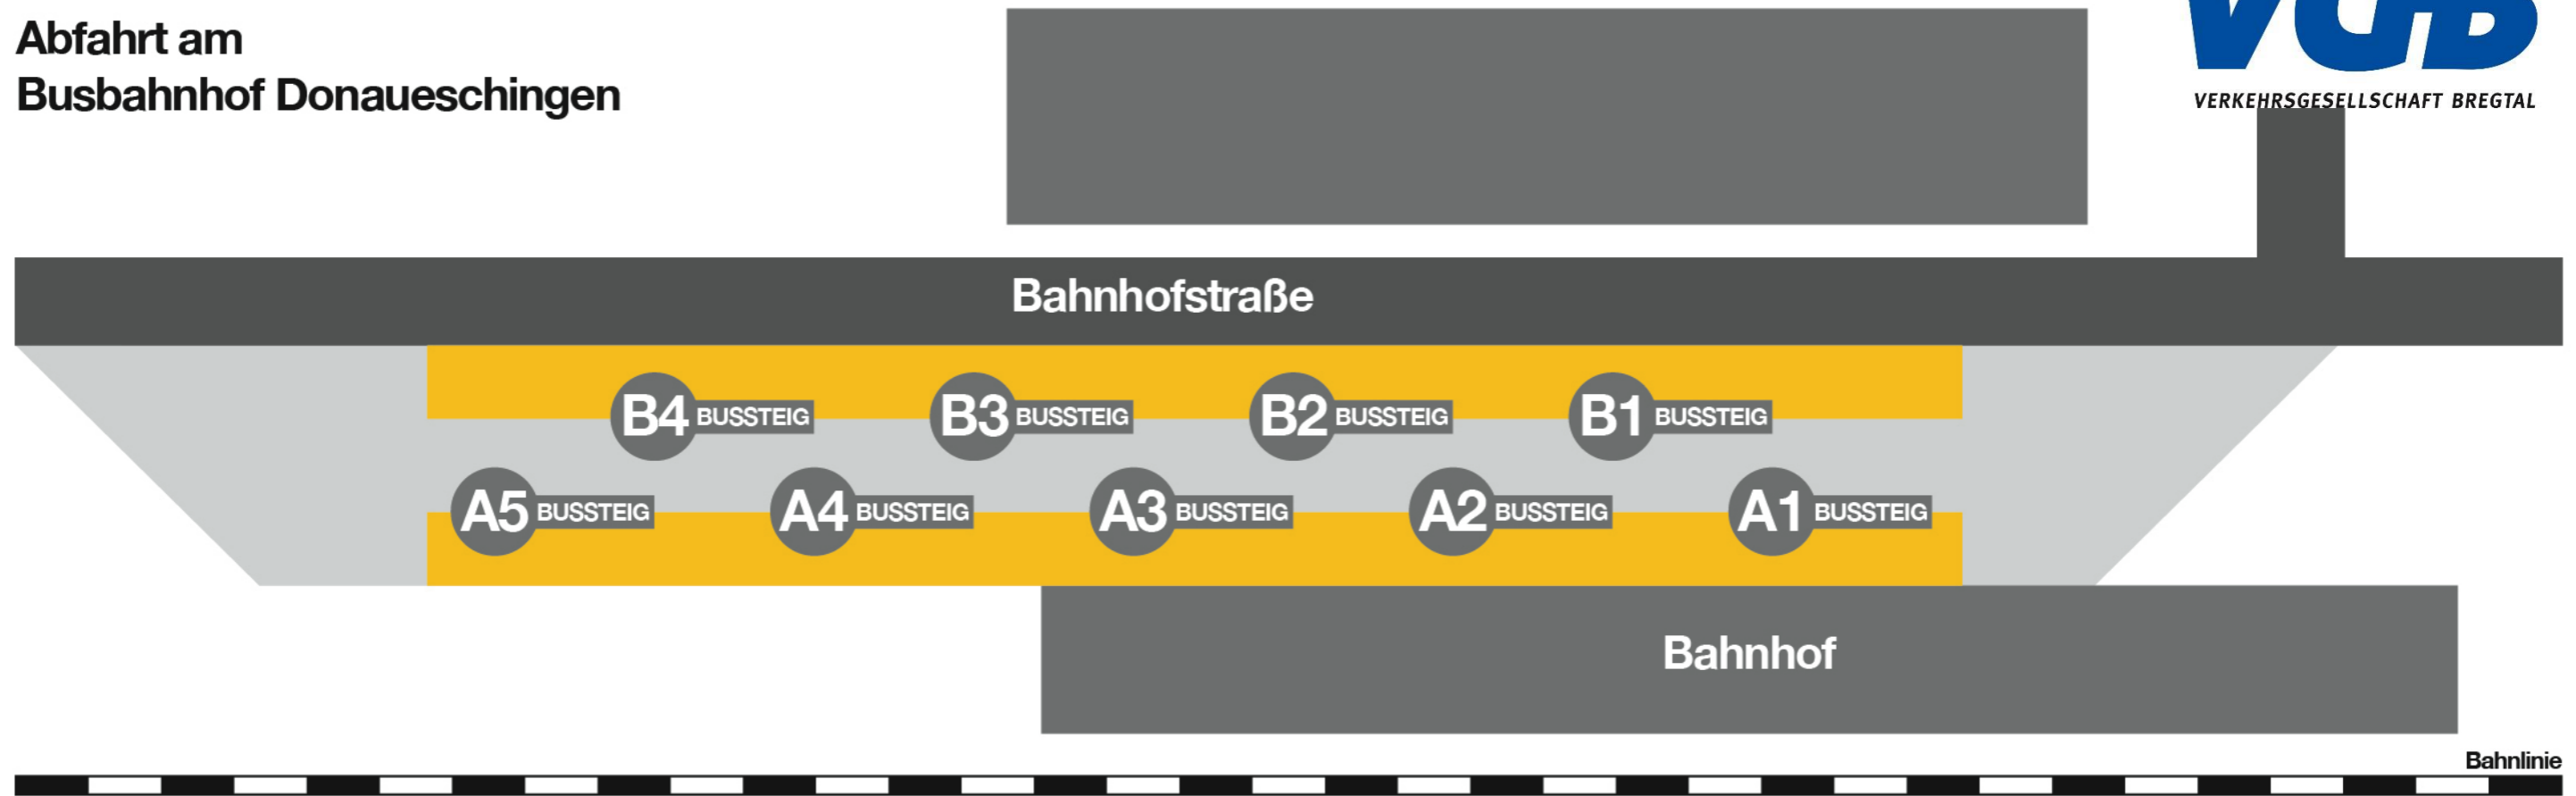 Abfahrt am
Busbahnhof Donaueschingen
VGB
VERKEHRSGESELLSCHAFT BREGTAL
Bahnhofstraße
B4 BUSSTEIG B3 BUSSTEIG B2 BUSSTEIG B1 BUSSTEIG
A5 BUSSTEIG A4 BUSSTEIG A3 BUSSTEIG A2 BUSSTEIG A1 BUSSTEIG
Bahnhof
Bahnlinie